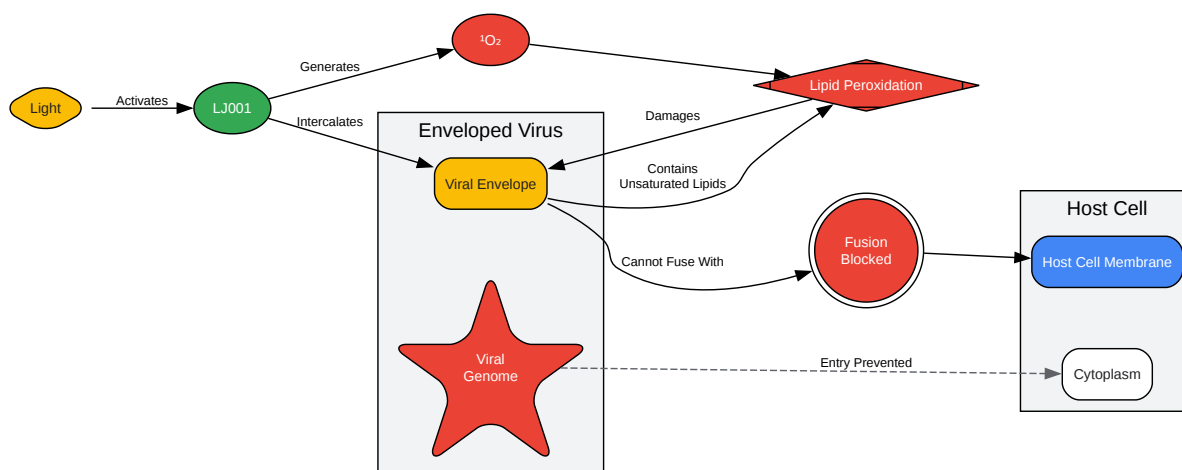 ¹O₂
Generates
Lipid Peroxidation
Light
Activates
LJ001
Intercalates
Enveloped Virus
Damages
Viral Envelope
Contains
Unsaturated Lipids
Host Cell
Fusion
Blocked
Cannot Fuse With
Host Cell Membrane
Viral
Genome
Entry Prevented
Cytoplasm